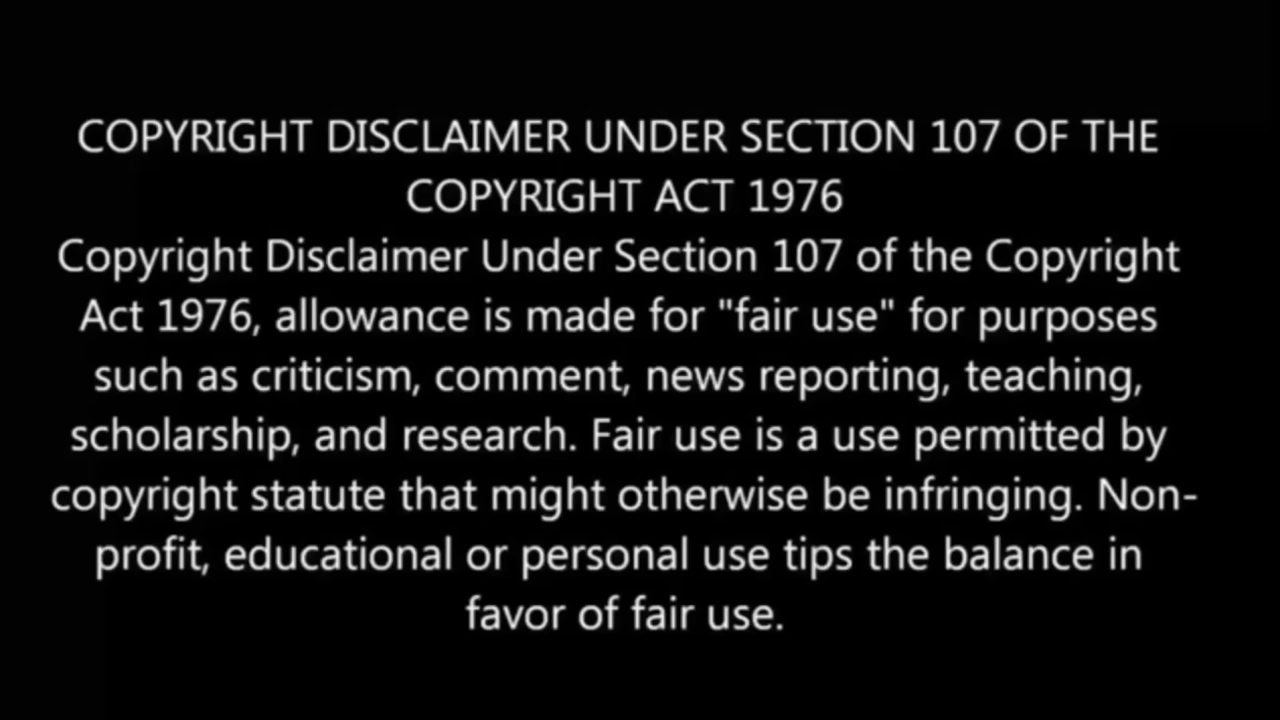 COPYRIGHT DISCLAIMER UNDER SECTION 107 OF THE
COPYRIGHT ACT 1976
Copyright Disclaimer Under Section 107 of the Copyright
Act 1976, allowance is made for "fair use" for purposes
such as criticism, comment, news reporting, teaching,
scholarship, and research. Fair use is a use permitted by
copyright statute that might otherwise be infringing. Non-
profit, educational or personal use tips the balance in
favor of fair use.